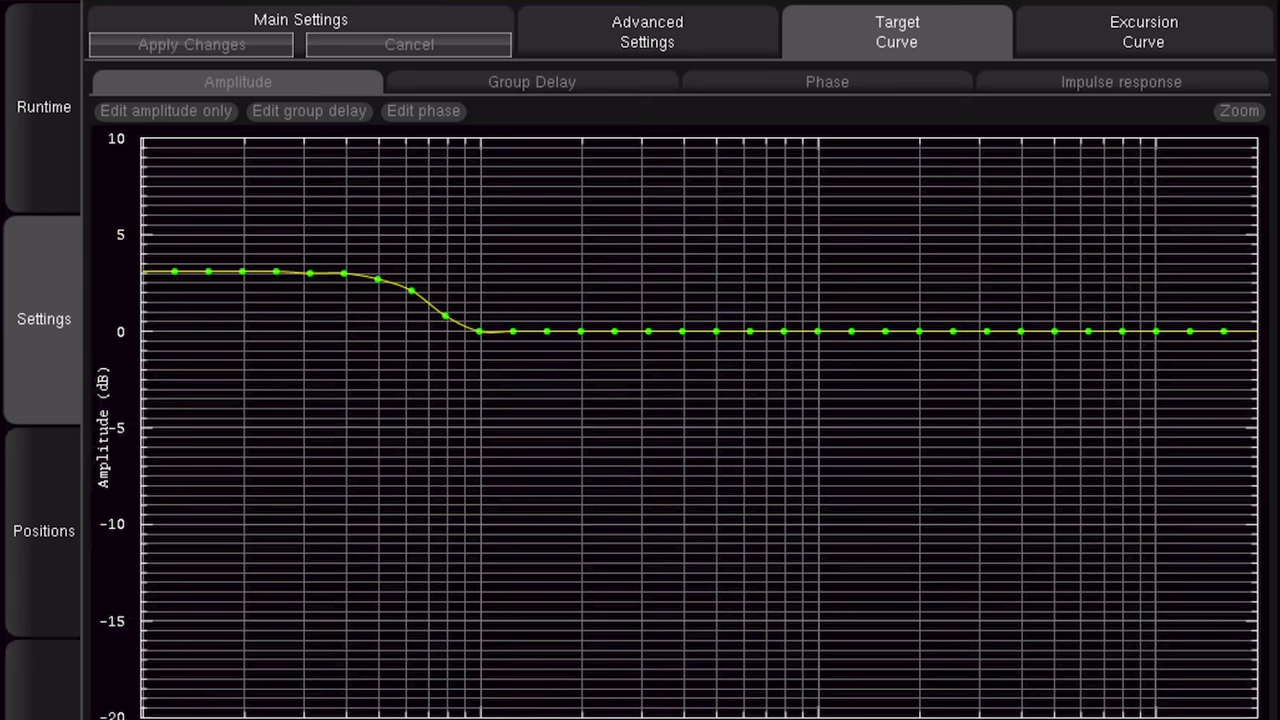 Main Settings
Apply Changes
Cancel
Advanced
Settings
Target
Curve
Excursion
Curve
Runtime
Settings
Positions
Amplitude
Group Delay
Phase
Impulse response
Edit amplitude only
Edit group delay
Edit phase
Zoom
10
5
0
-5
-10
-15
-20
Amplitude (dB)